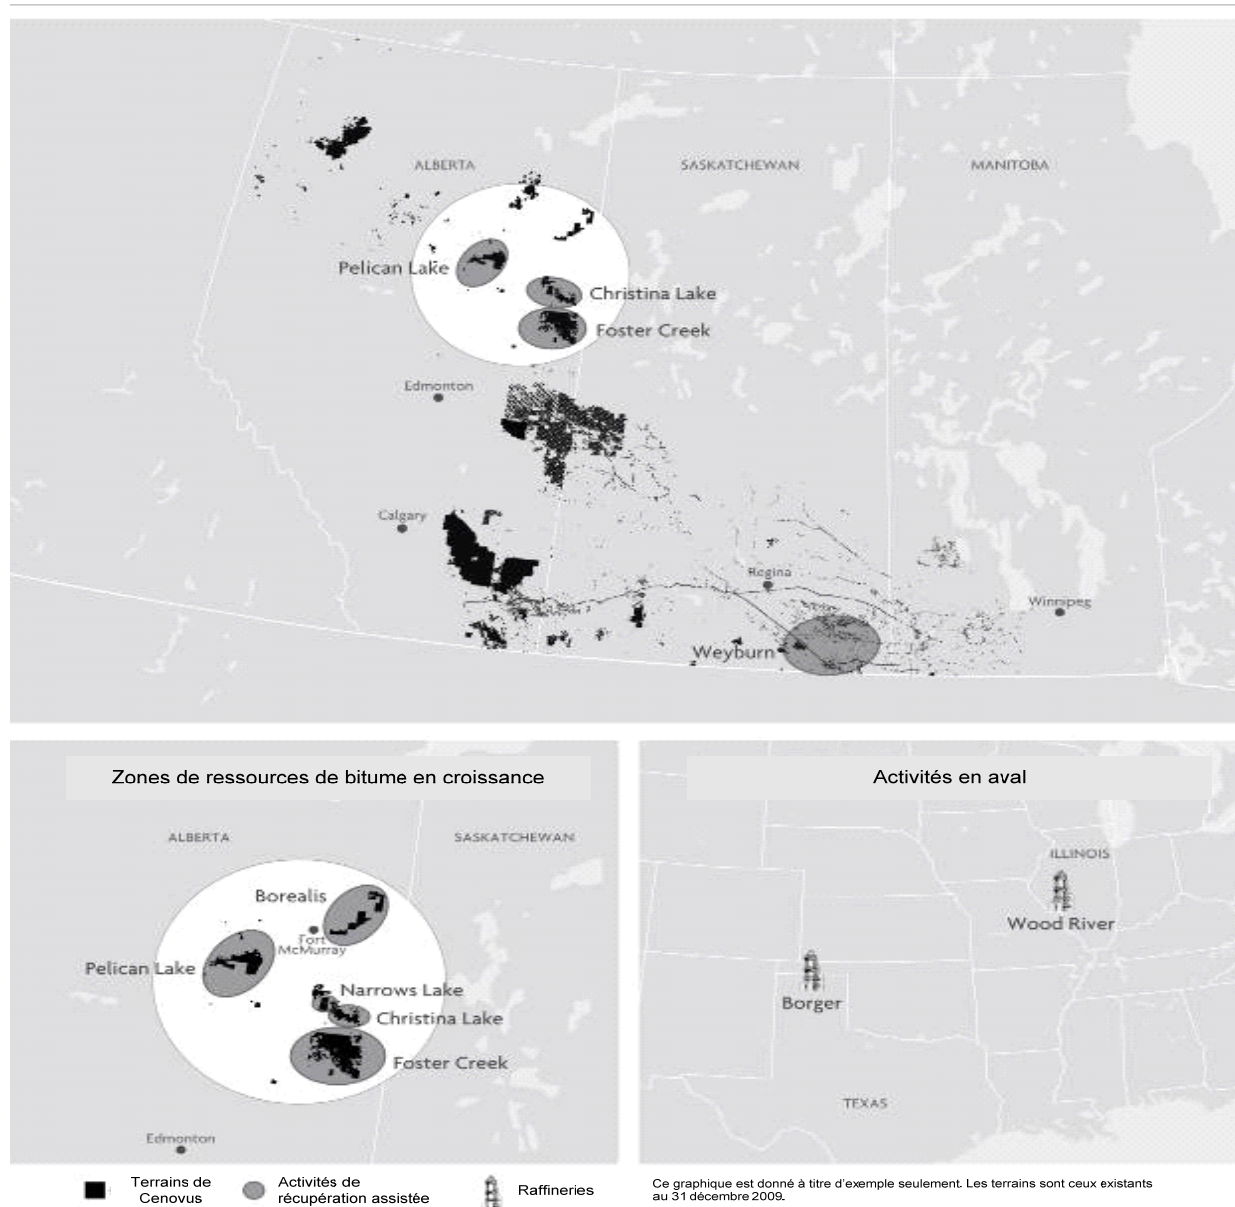 ALBERTA
SASKATCHEWAN
MANITOBA
Pelican Lake
Christina Lake
Foster Creek
Edmonton
Calgary
Regina
Winnipeg
Weyburn
Zones de ressources de bitume en croissance
ALBERTA
SASKATCHEWAN
Borealis
Fort
McMurray
Pelican Lake
Narrows Lake
Christina Lake
Foster Creek
Edmonton
Activités en aval
ILLINOIS
Wood River
Borger
TEXAS
Terrains de
Cenovus
Activités de
récupération assistée
Raffineries
Ce graphique est donné à titre d'exemple seulement. Les terrains sont ceux existants
au 31 décembre 2009.